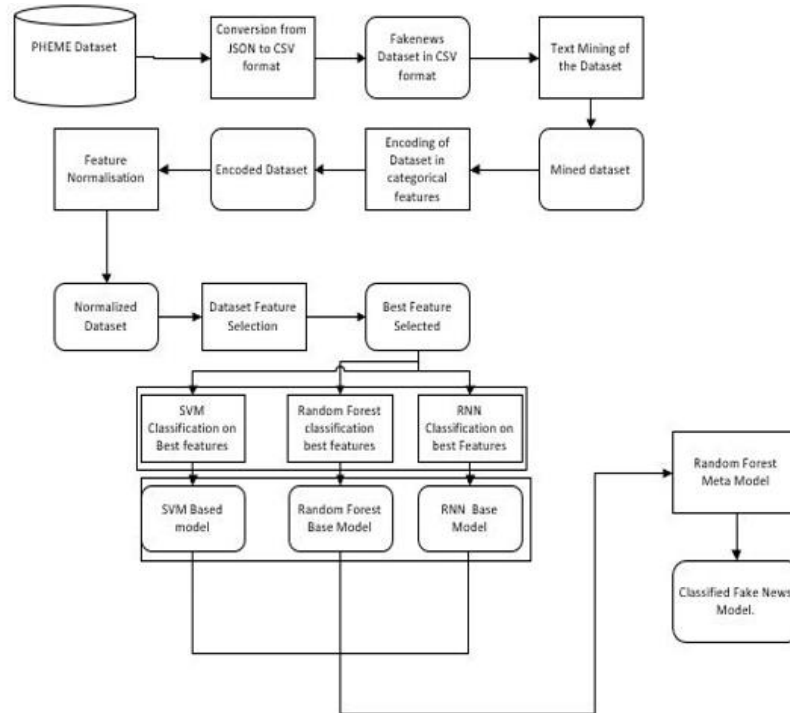 PHEME Dataset
Conversion from
JSON to CSV
format
Fakenews
Dataset in CSV
format
Text Mining of
the Dataset
Feature
Normalisation
Encoded Dataset
Encoding of
Dataset in
categorical
features
Mined dataset
Normalized
Dataset
Dataset Feature
Selection
Best Feature
Selected
SVM
Classification on
Best features
Random Forest
classification
best features
RNN
Classification on
best Features
Random Forest
Meta Model
SVM Based
model
Random Forest
Base Model
RNN Base
Model
Classified Fake News
Model.